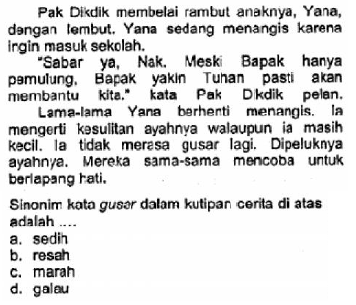 Pak Dikdik membelai rambut anaknya, Yana,
dengan lembut. Yana sedang menangis karena
ingin masuk sekolah.
"Sabar ya, Nak. Meski Bapak hanya
pemulung, Bapak yakin Tuhan pasti akan
membantu kita." kata Pak Dikdik pelan.
Lama-lama Yana berhenti menangis. Ia
mengerti kesulitan ayahnya walaupun ia masih
kecil. Ia tidak merasa gusar lagi. Dipeluknya
ayahnya. Mereka sama-sama mencoba untuk
berlapang hati.
Sinonim kata gusar dalam kutipan cerita di atas
adalah ....
a. sedih
b. resah
c. marah
d. galau